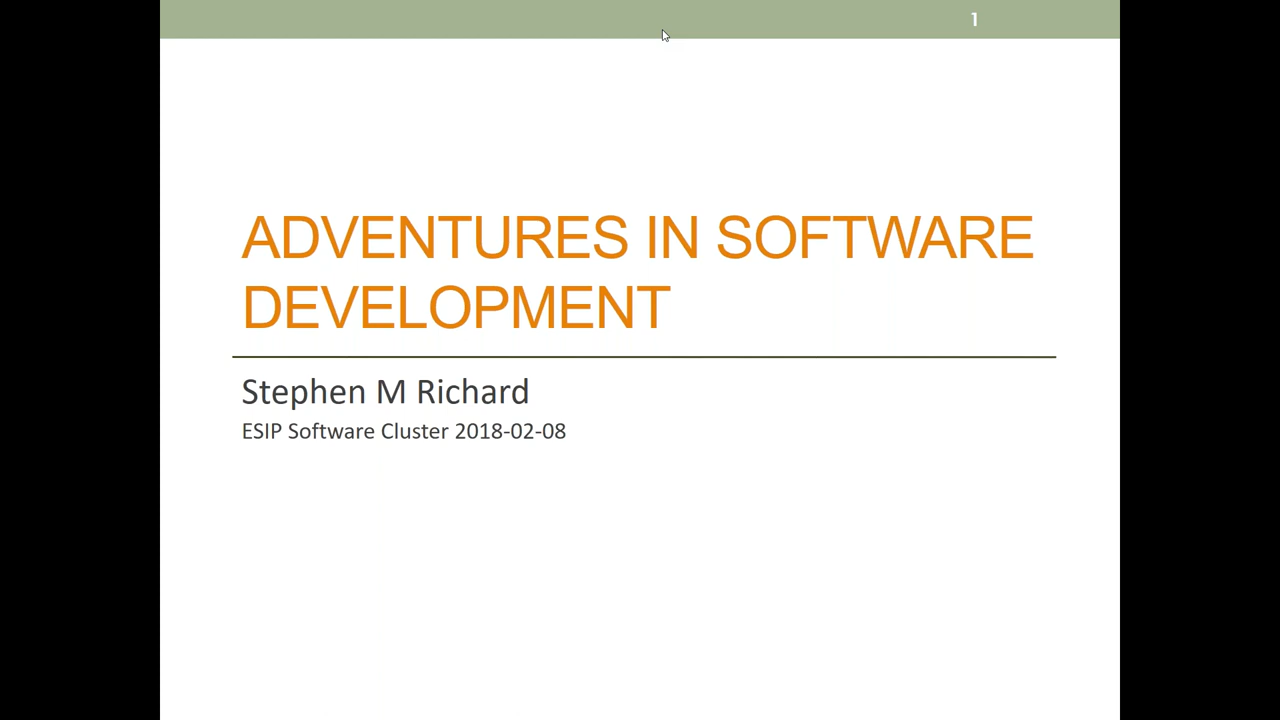 1
ADVENTURES IN SOFTWARE
DEVELOPMENT
Stephen M Richard
ESIP Software Cluster 2018-02-08